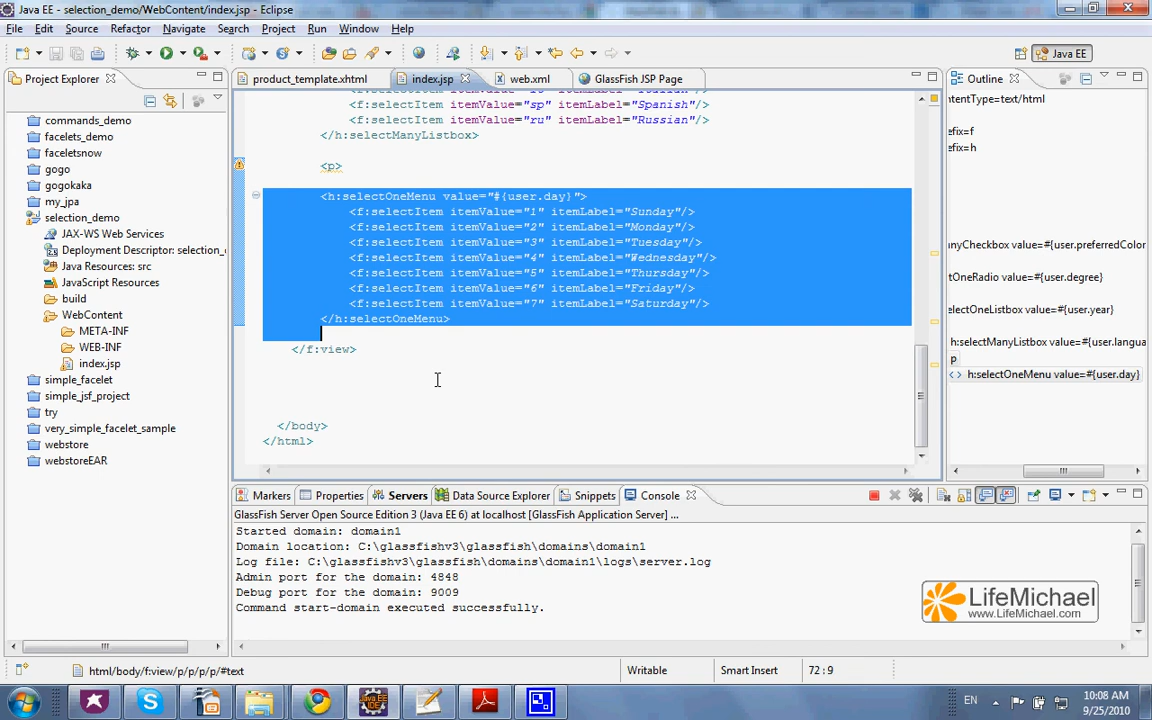 Java EE - selection_demo/WebContent/index.jsp - Eclipse
File Edit Source Refactor Navigate Search Project Run Window Help
Java EE
Project Explorer
commands_demo
facelets_demo
faceletsnow
gogo
gogokaka
my_jpa
selection_demo
JAX-WS Web Services
Deployment Descriptor: selection_
Java Resources: src
JavaScript Resources
build
WebContent
META-INF
WEB-INF
index.jsp
simple_facelet
simple_jsf_project
try
very_simple_facelet_sample
webstore
webstoreEAR
product_template.xhtml index.jsp web.xml GlassFish JSP Page
<f:selectItem itemValue="sp" itemLabel="Spanish"/>
<f:selectItem itemValue="ru" itemLabel="Russian"/>
</h:selectManyListbox>
<p>
<h:selectOneMenu value="#{user.day}">
<f:selectItem itemValue="1" itemLabel="Sunday"/>
<f:selectItem itemValue="2" itemLabel="Monday"/>
<f:selectItem itemValue="3" itemLabel="Tuesday"/>
<f:selectItem itemValue="4" itemLabel="Wednesday"/>
<f:selectItem itemValue="5" itemLabel="Thursday"/>
<f:selectItem itemValue="6" itemLabel="Friday"/>
<f:selectItem itemValue="7" itemLabel="Saturday"/>
</h:selectOneMenu>
</f:view>
</body>
</html>
Outline
ntentType=text/html
efix=f
efix=h
nyCheckbox value=#{user.preferredColor
tOneRadio value=#{user.degree}
selectOneListbox value=#{user.year}
h:selectManyListbox value=#{user.langua
p
h:selectOneMenu value=#{user.day}
Markers Properties Servers Data Source Explorer Snippets Console
GlassFish Server Open Source Edition 3 (Java EE 6) at localhost [GlassFish Application Server] ...
Started domain: domain1
Domain location: C:\glassfishv3\glassfish\domains\domain1
Log file: C:\glassfishv3\glassfish\domains\domain1\logs\server.log
Admin port for the domain: 4848
Debug port for the domain: 9009
Command start-domain executed successfully.
LifeMichael
www.lifemichael.com
html/body/f:view/p/p/p/p/#text
Writable
Smart Insert
72 : 9
EN
10:08 AM
9/25/2010